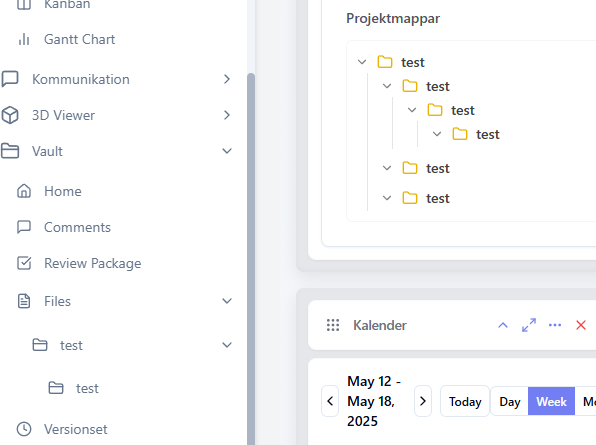 Kanban
Gantt Chart
Kommunikation
3D Viewer
Vault
Home
Comments
Review Package
Files
test
test
Versionset
Projektmappar
test
test
test
test
test
test
Kalender
May 12 -
May 18,
2025
Today
Day
Week